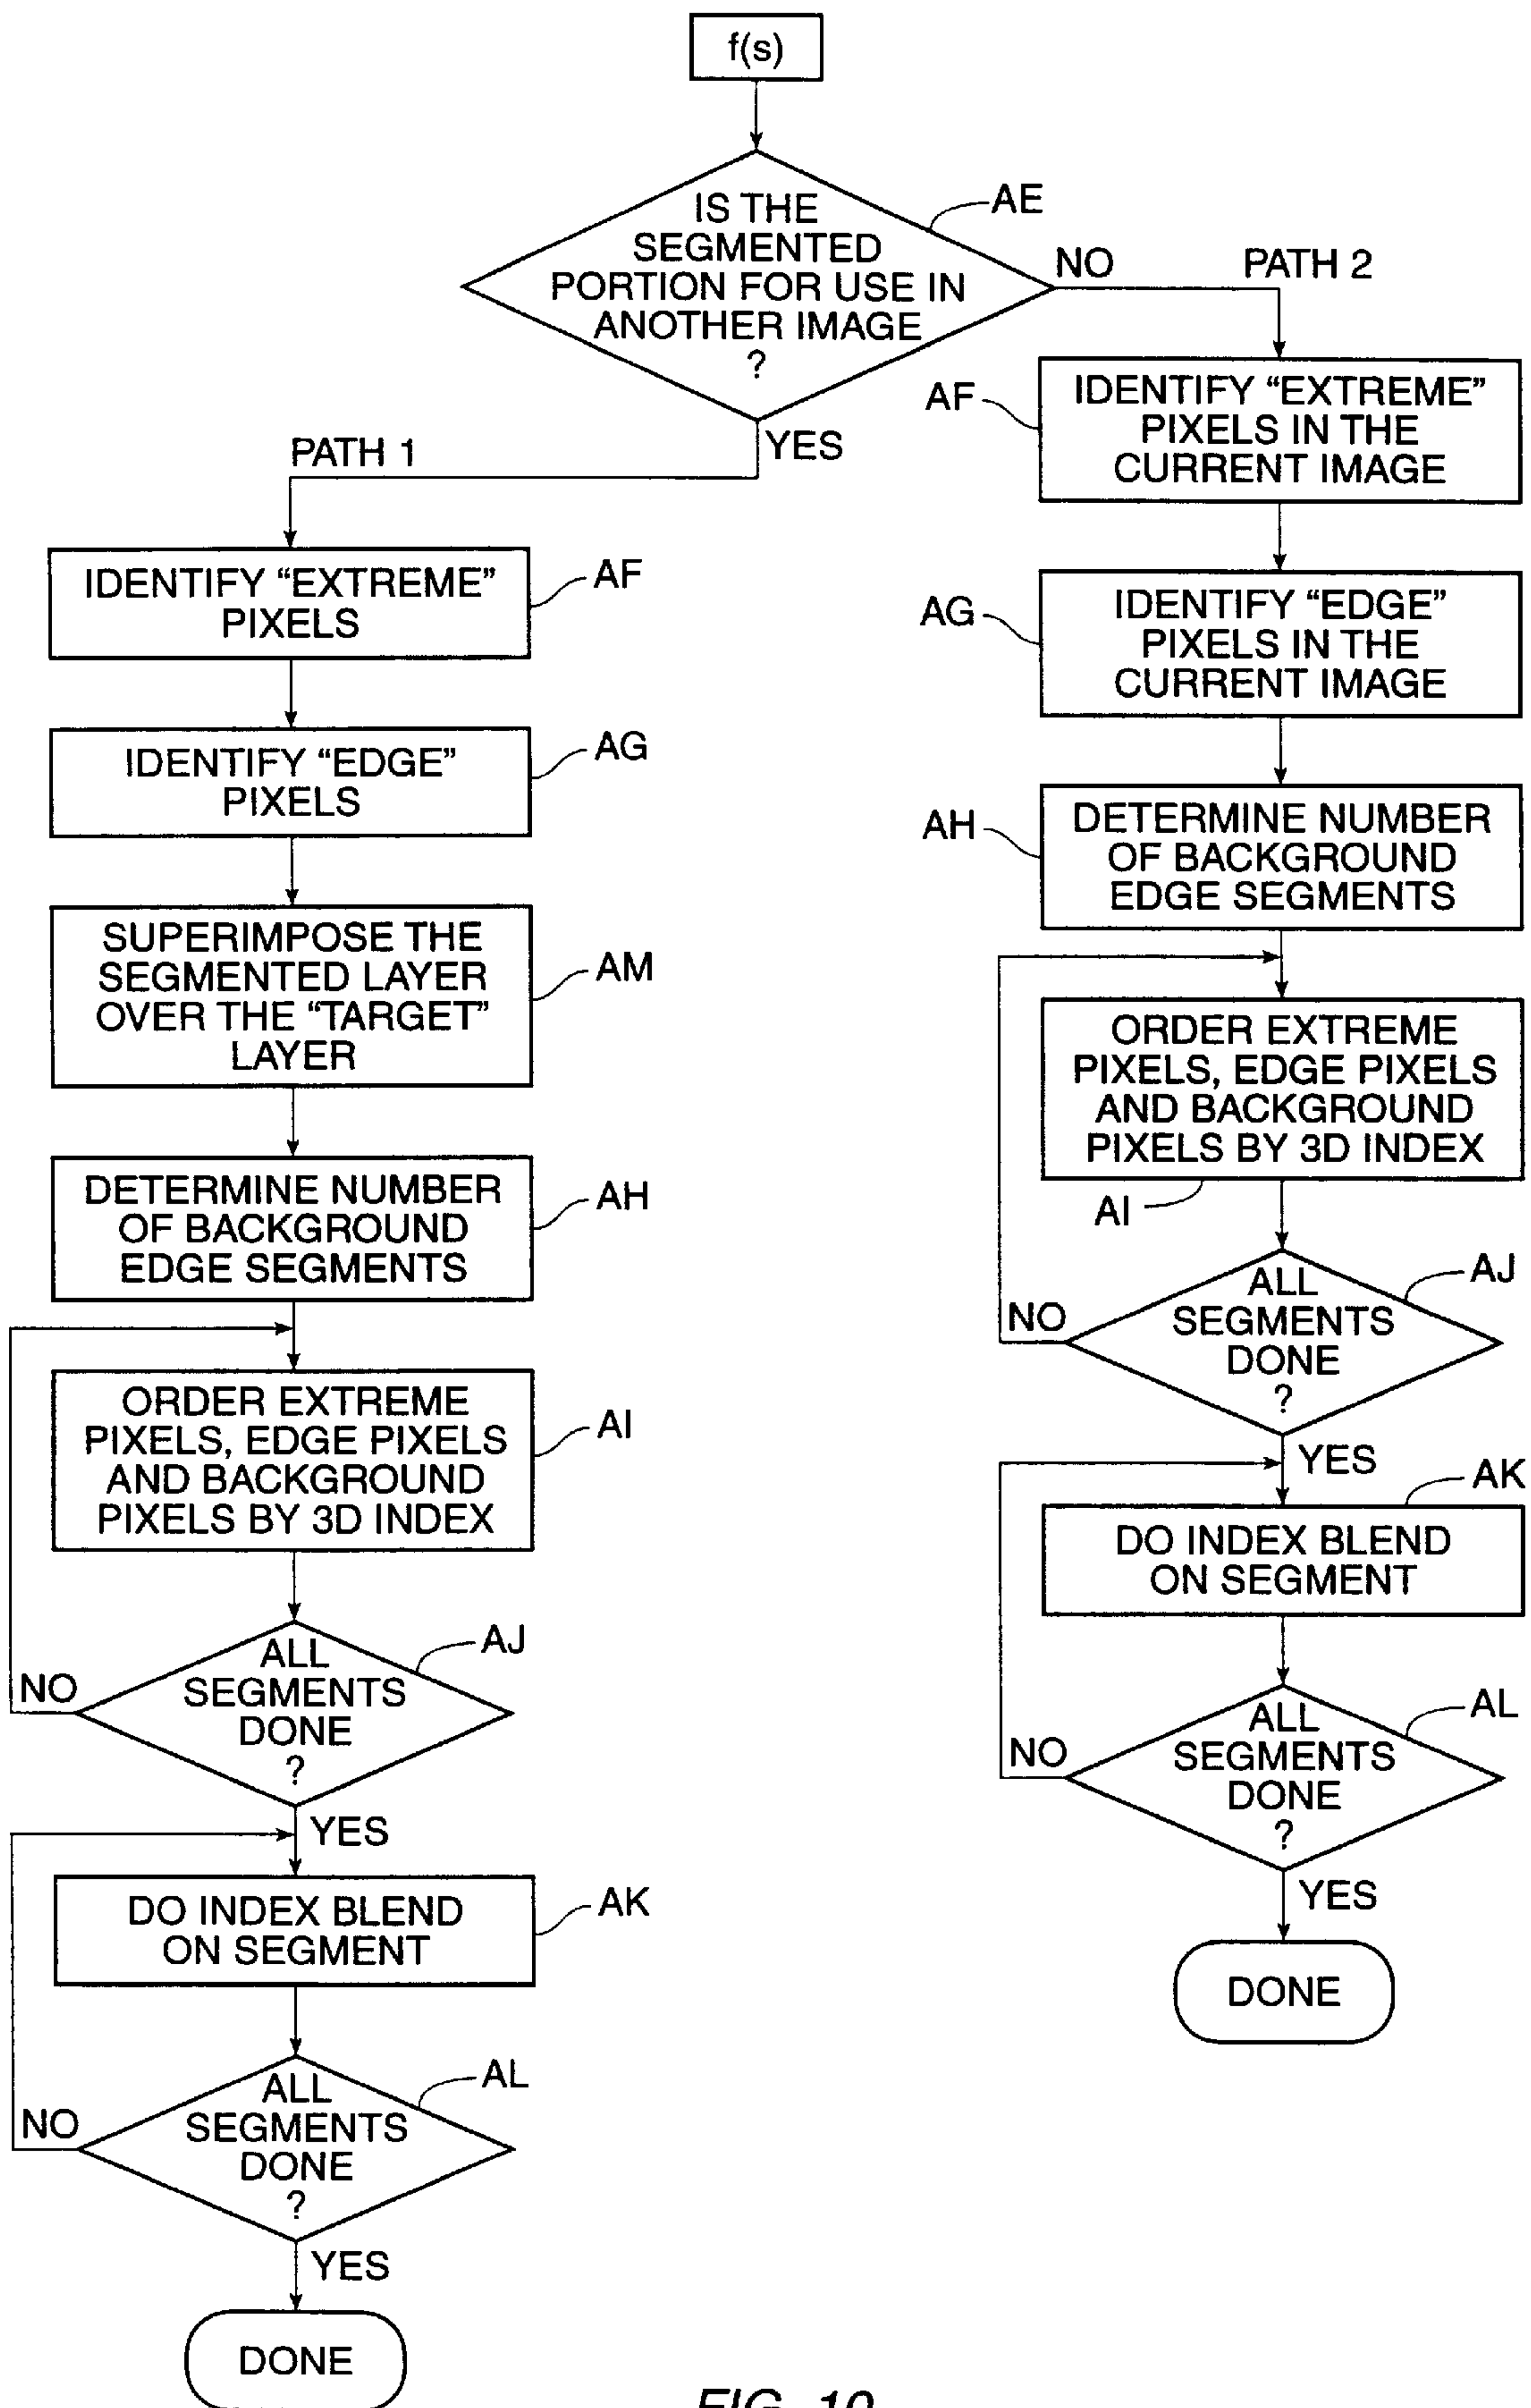 f(s)
IS THE
SEGMENTED
PORTION FOR USE IN
ANOTHER IMAGE
?
AE
NO
PATH 2
YES
PATH 1
IDENTIFY “EXTREME”
PIXELS
AF
IDENTIFY “EDGE”
PIXELS
AG
SUPERIMPOSE THE
SEGMENTED LAYER
OVER THE “TARGET”
LAYER
AM
DETERMINE NUMBER
OF BACKGROUND
EDGE SEGMENTS
AH
ORDER EXTREME
PIXELS, EDGE PIXELS
AND BACKGROUND
PIXELS BY 3D INDEX
AI
ALL
SEGMENTS
DONE
?
AJ
NO
YES
DO INDEX BLEND
ON SEGMENT
AK
ALL
SEGMENTS
DONE
?
AL
NO
YES
DONE
AF
IDENTIFY “EXTREME”
PIXELS IN THE
CURRENT IMAGE
AG
IDENTIFY “EDGE”
PIXELS IN THE
CURRENT IMAGE
AH
DETERMINE NUMBER
OF BACKGROUND
EDGE SEGMENTS
ORDER EXTREME
PIXELS, EDGE PIXELS
AND BACKGROUND
PIXELS BY 3D INDEX
AI
ALL
SEGMENTS
DONE
?
AJ
NO
YES
AK
DO INDEX BLEND
ON SEGMENT
ALL
SEGMENTS
DONE
?
AL
NO
YES
DONE
FIG. 10